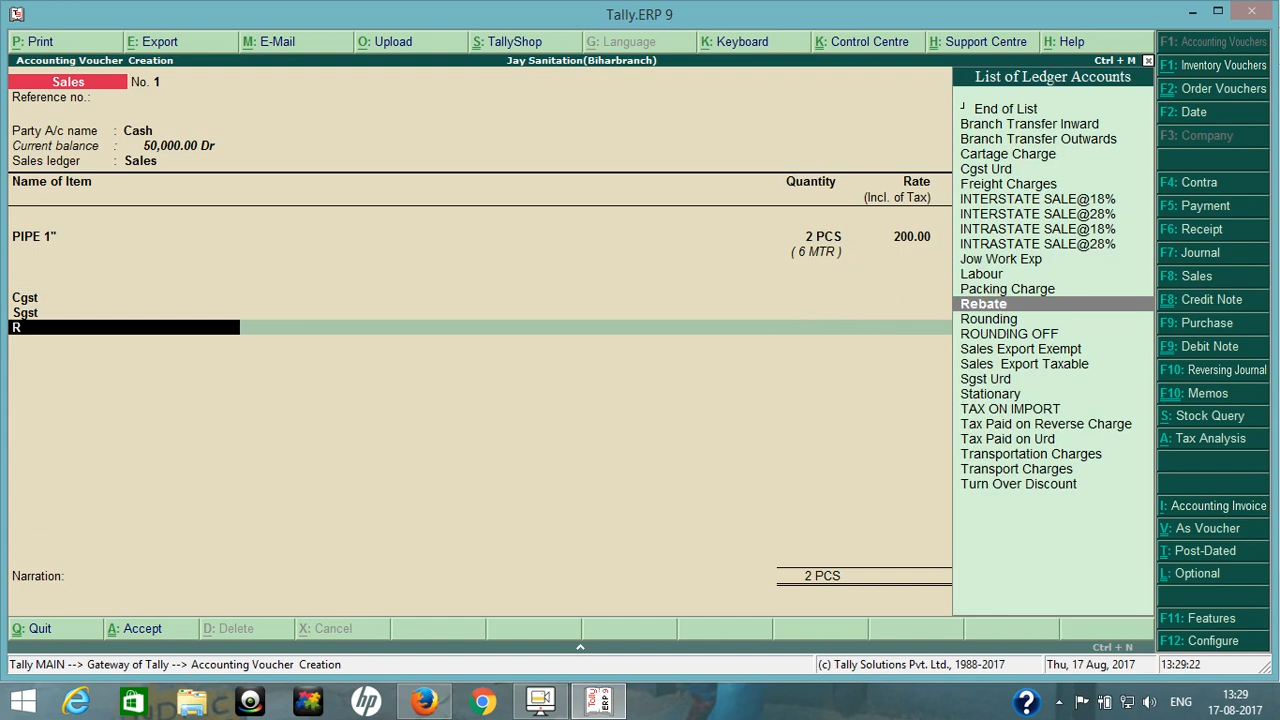 Tally.ERP 9
P: Print
E: Export
M: E-Mail
O: Upload
S: TallyShop
G: Language
K: Keyboard
K: Control Centre
H: Support Centre
H: Help
Accounting Voucher Creation
Jay Sanitation(Biharbranch)
Ctrl + M
Sales No. 1
Reference no.:
Party A/c name : Cash
Current balance : 50,000.00 Dr
Sales ledger : Sales
Name of Item Quantity Rate
(Incl. of Tax)
PIPE 1" 2 PCS 200.00
( 6 MTR )
Cgst
Sgst
R
Narration: 2 PCS
List of Ledger Accounts
End of List
Branch Transfer Inward
Branch Transfer Outwards
Cartage Charge
Cgst Urd
Freight Charges
INTERSTATE SALE@18%
INTERSTATE SALE@28%
INTRASTATE SALE@18%
INTRASTATE SALE@28%
Jow Work Exp
Labour
Packing Charge
Rebate
Rounding
ROUNDING OFF
Sales Export Exempt
Sales Export Taxable
Sgst Urd
Stationary
TAX ON IMPORT
Tax Paid on Reverse Charge
Tax Paid on Urd
Transportation Charges
Transport Charges
Turn Over Discount
F1: Accounting Vouchers
F1: Inventory Vouchers
F2: Order Vouchers
F2: Date
F3: Company
F4: Contra
F5: Payment
F6: Receipt
F7: Journal
F8: Sales
F8: Credit Note
F9: Purchase
F9: Debit Note
F10: Reversing Journal
F10: Memos
S: Stock Query
A: Tax Analysis
I: Accounting Invoice
V: As Voucher
T: Post-Dated
L: Optional
F11: Features
F12: Configure
Q: Quit
A: Accept
D: Delete
X: Cancel
Ctrl + N
Tally MAIN --> Gateway of Tally --> Accounting Voucher Creation
(c) Tally Solutions Pvt. Ltd., 1988-2017
Thu, 17 Aug, 2017
13:29:22
hp
Tally
ERP 9
ENG
13:29
17-08-2017